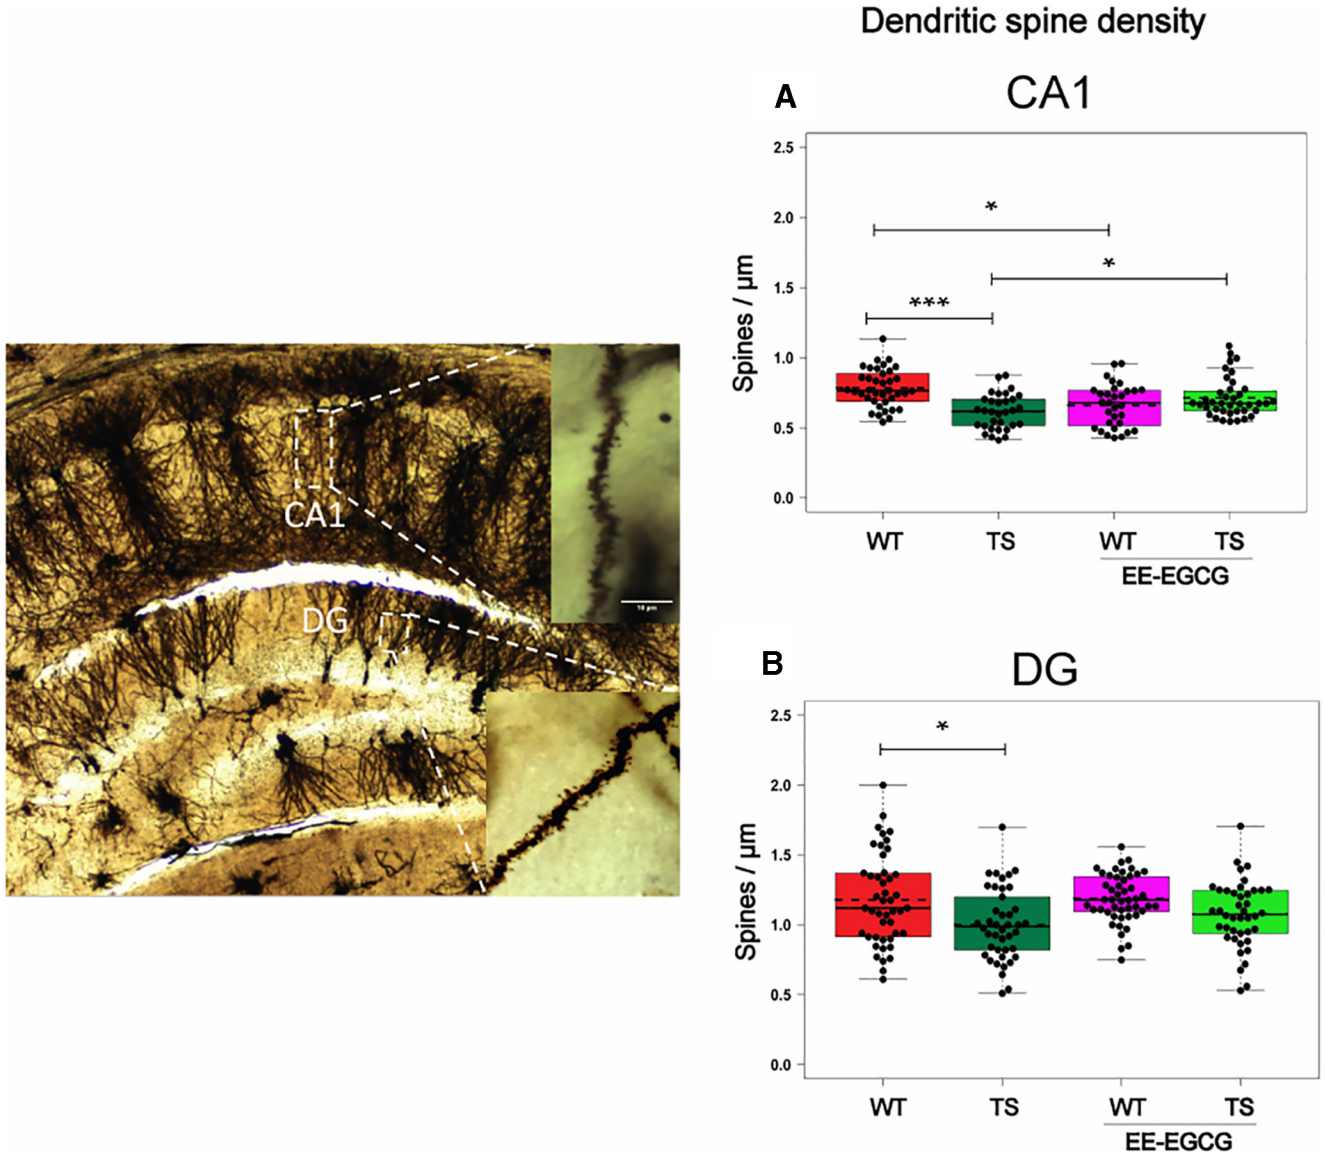 Dendritic spine density
A
CA1
2.5
2.0
1.5
1.0
0.5
0.0
Spines / μm
*
*
***
WT
TS
WT
TS
EE-EGCG
CA1
DG
10 μm
B
DG
2.5
2.0
1.5
1.0
0.5
0.0
Spines / μm
*
WT
TS
WT
TS
EE-EGCG